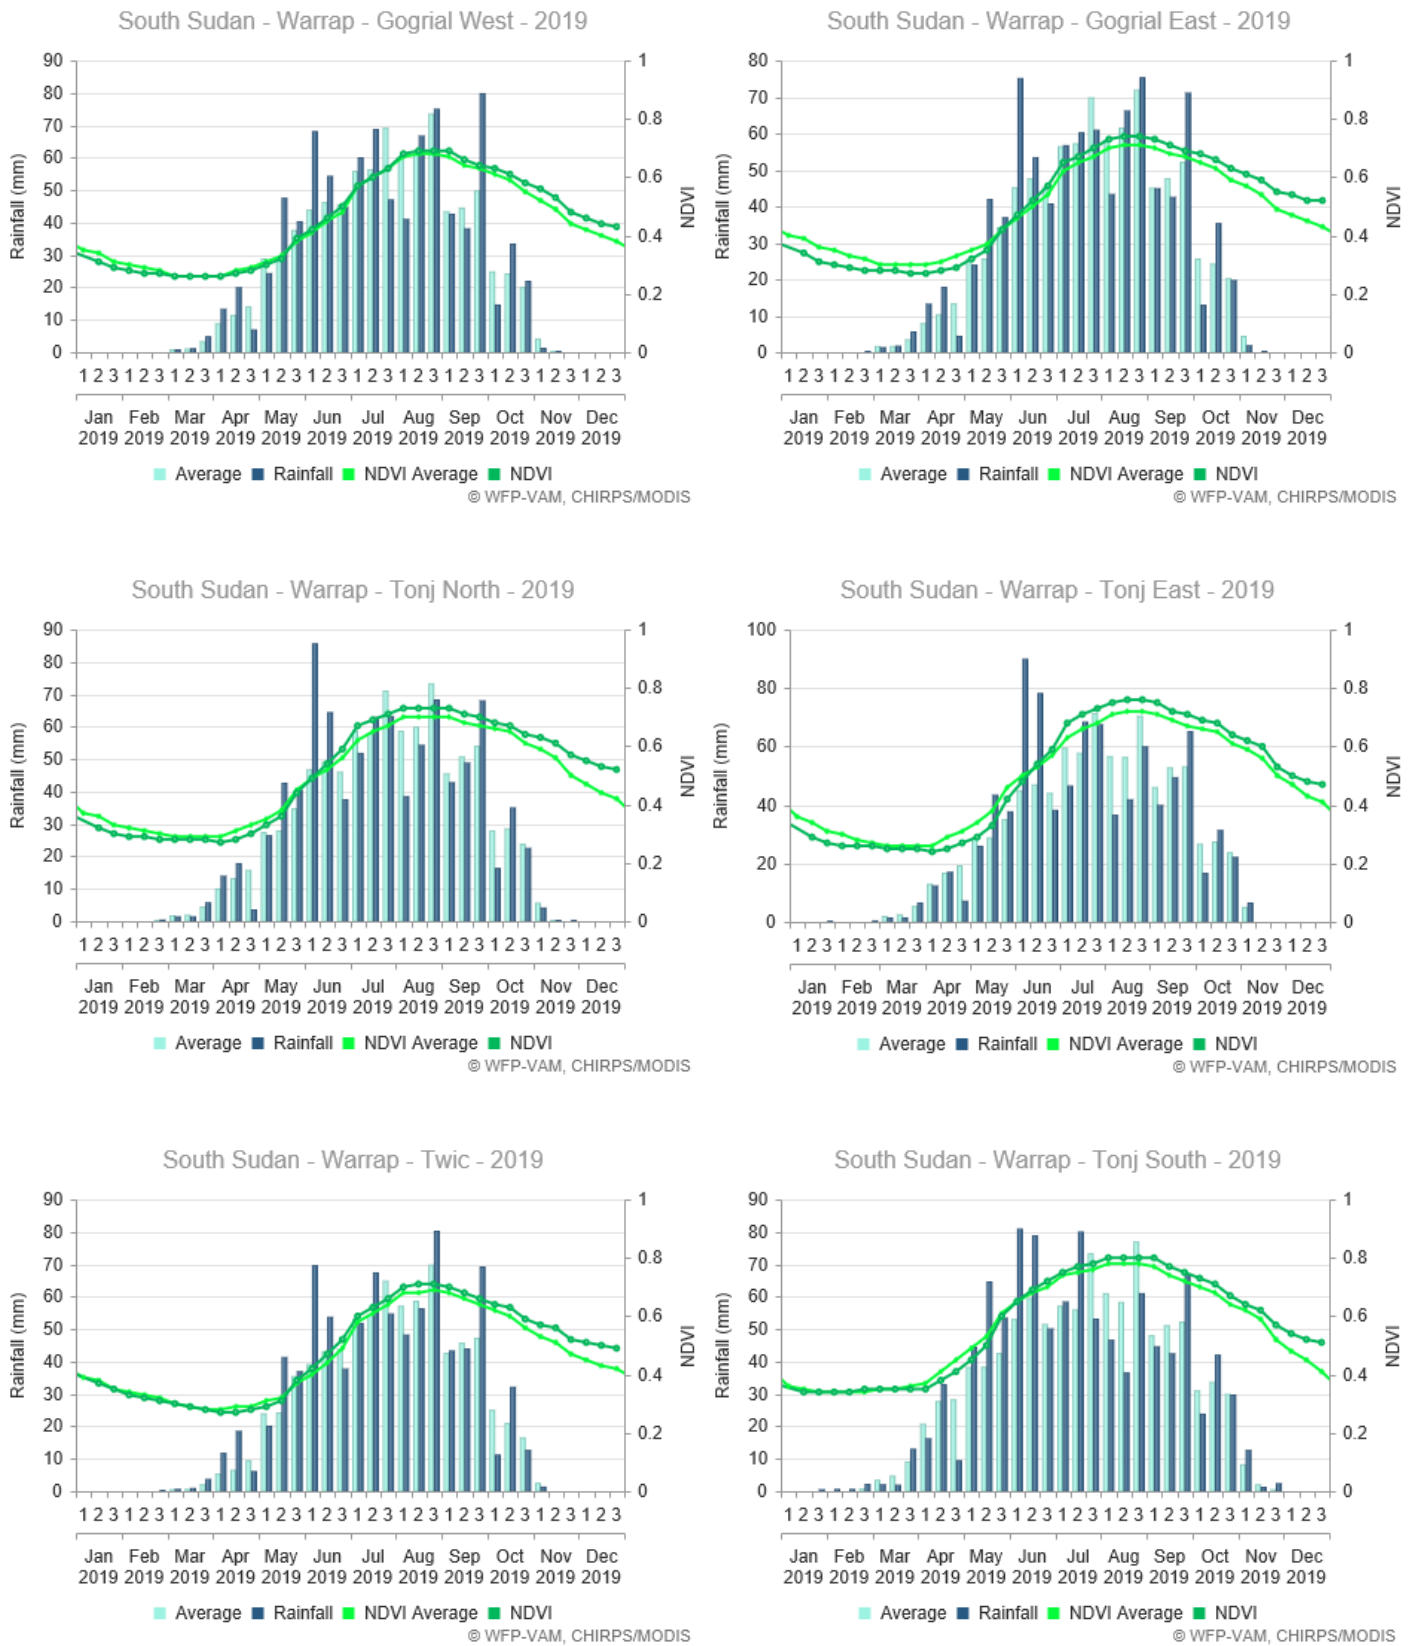 South Sudan - Warrap - Gogrial West - 2019
90
80
70
60
50
40
30
20
10
0
Rainfall (mm)
1
0.8
0.6
0.4
0.2
0
NDVI
1 2 3 1 2 3 1 2 3 1 2 3 1 2 3 1 2 3 1 2 3 1 2 3 1 2 3 1 2 3 1 2 3 1 2 3
Jan Feb Mar Apr May Jun Jul Aug Sep Oct Nov Dec
2019 2019 2019 2019 2019 2019 2019 2019 2019 2019 2019 2019
Average Rainfall NDVI Average NDVI
© WFP-VAM, CHIRPS/MODIS
South Sudan - Warrap - Gogrial East - 2019
80
70
60
50
40
30
20
10
0
Rainfall (mm)
1
0.8
0.6
0.4
0.2
0
NDVI
1 2 3 1 2 3 1 2 3 1 2 3 1 2 3 1 2 3 1 2 3 1 2 3 1 2 3 1 2 3 1 2 3 1 2 3
Jan Feb Mar Apr May Jun Jul Aug Sep Oct Nov Dec
2019 2019 2019 2019 2019 2019 2019 2019 2019 2019 2019 2019
Average Rainfall NDVI Average NDVI
© WFP-VAM, CHIRPS/MODIS
South Sudan - Warrap - Tonj North - 2019
90
80
70
60
50
40
30
20
10
0
Rainfall (mm)
1
0.8
0.6
0.4
0.2
0
NDVI
1 2 3 1 2 3 1 2 3 1 2 3 1 2 3 1 2 3 1 2 3 1 2 3 1 2 3 1 2 3 1 2 3 1 2 3
Jan Feb Mar Apr May Jun Jul Aug Sep Oct Nov Dec
2019 2019 2019 2019 2019 2019 2019 2019 2019 2019 2019 2019
Average Rainfall NDVI Average NDVI
© WFP-VAM, CHIRPS/MODIS
South Sudan - Warrap - Tonj East - 2019
100
80
60
40
20
0
Rainfall (mm)
1
0.8
0.6
0.4
0.2
0
NDVI
1 2 3 1 2 3 1 2 3 1 2 3 1 2 3 1 2 3 1 2 3 1 2 3 1 2 3 1 2 3 1 2 3 1 2 3
Jan Feb Mar Apr May Jun Jul Aug Sep Oct Nov Dec
2019 2019 2019 2019 2019 2019 2019 2019 2019 2019 2019 2019
Average Rainfall NDVI Average NDVI
© WFP-VAM, CHIRPS/MODIS
South Sudan - Warrap - Twic - 2019
90
80
70
60
50
40
30
20
10
0
Rainfall (mm)
1
0.8
0.6
0.4
0.2
0
NDVI
1 2 3 1 2 3 1 2 3 1 2 3 1 2 3 1 2 3 1 2 3 1 2 3 1 2 3 1 2 3 1 2 3 1 2 3
Jan Feb Mar Apr May Jun Jul Aug Sep Oct Nov Dec
2019 2019 2019 2019 2019 2019 2019 2019 2019 2019 2019 2019
Average Rainfall NDVI Average NDVI
© WFP-VAM, CHIRPS/MODIS
South Sudan - Warrap - Tonj South - 2019
90
80
70
60
50
40
30
20
10
0
Rainfall (mm)
1
0.8
0.6
0.4
0.2
0
NDVI
1 2 3 1 2 3 1 2 3 1 2 3 1 2 3 1 2 3 1 2 3 1 2 3 1 2 3 1 2 3 1 2 3 1 2 3
Jan Feb Mar Apr May Jun Jul Aug Sep Oct Nov Dec
2019 2019 2019 2019 2019 2019 2019 2019 2019 2019 2019 2019
Average Rainfall NDVI Average NDVI
© WFP-VAM, CHIRPS/MODIS